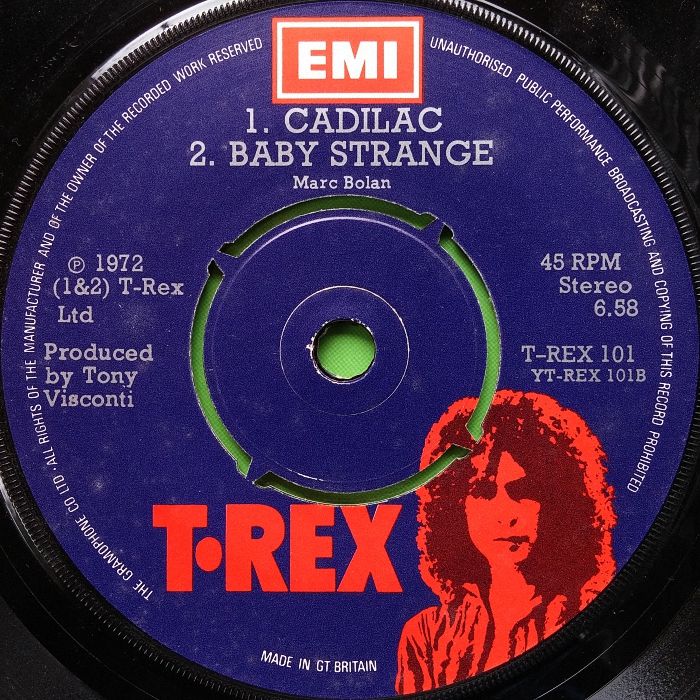 THE GRAMOPHONE CO LTD · ALL RIGHTS OF THE MANUFACTURER AND OF THE OWNER OF THE RECORDED WORK RESERVED
UNAUTHORISED PUBLIC PERFORMANCE BROADCASTING AND COPYING OF THIS RECORD PROHIBITED
EMI
1. CADILAC
2. BABY STRANGE
Marc Bolan
℗ 1972
(1&2) T-Rex
Ltd
Produced
by Tony
Visconti
45 RPM
Stereo
6.58
T-REX 101
YT-REX 101B
T·REX
MADE IN GT BRITAIN